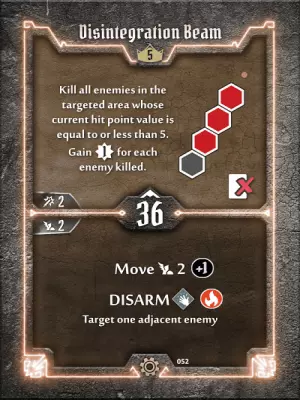 Disintegration Beam
5
Kill all enemies in the
targeted area whose
current hit point value is
equal to or less than 5.
Gain 1 for each
enemy killed.
2
36
2
Move 2 +1
DISARM
Target one adjacent enemy
052